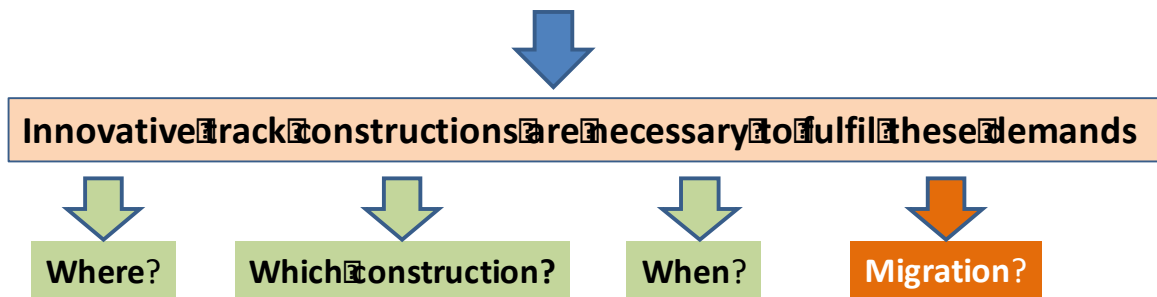 Innovative track constructions are necessary to fulfil these demands
Where?
Which construction?
When?
Migration?